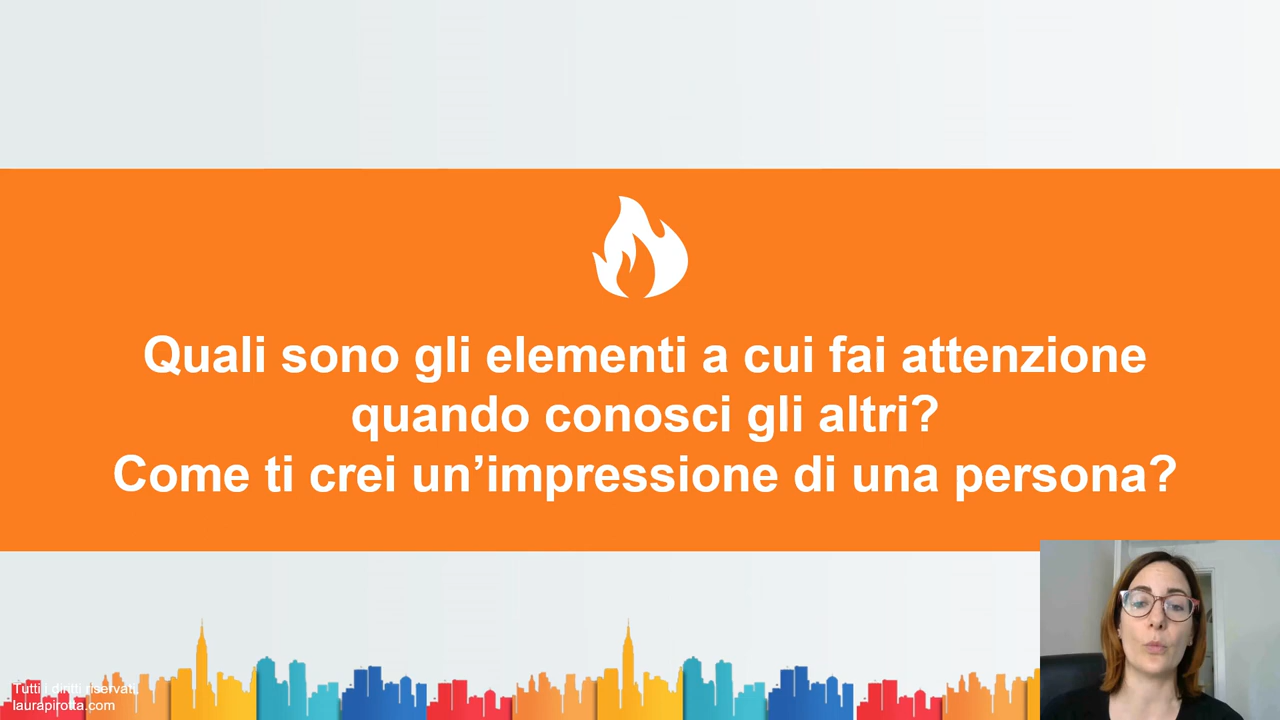 Quali sono gli elementi a cui fai attenzione
quando conosci gli altri?
Come ti crei un’impressione di una persona?
Tutti i diritti riservati
laurapirotta.com